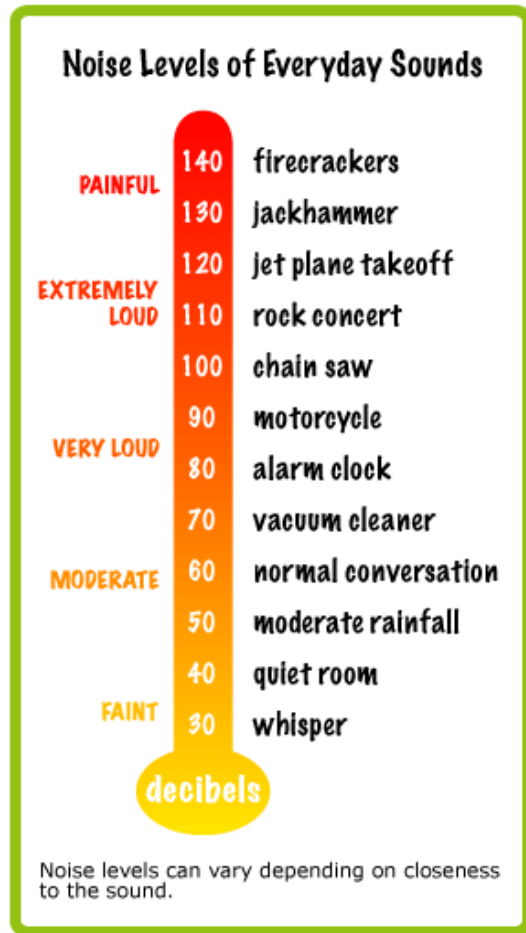 Noise Levels of Everyday Sounds
140 firecrackers
PAINFUL
130 jackhammer
120 jet plane takeoff
EXTREMELY
LOUD 110 rock concert
100 chain saw
90 motorcycle
VERY LOUD
80 alarm clock
70 vacuum cleaner
MODERATE 60 normal conversation
50 moderate rainfall
40 quiet room
FAINT 30 whisper
decibels
Noise levels can vary depending on closeness
to the sound.